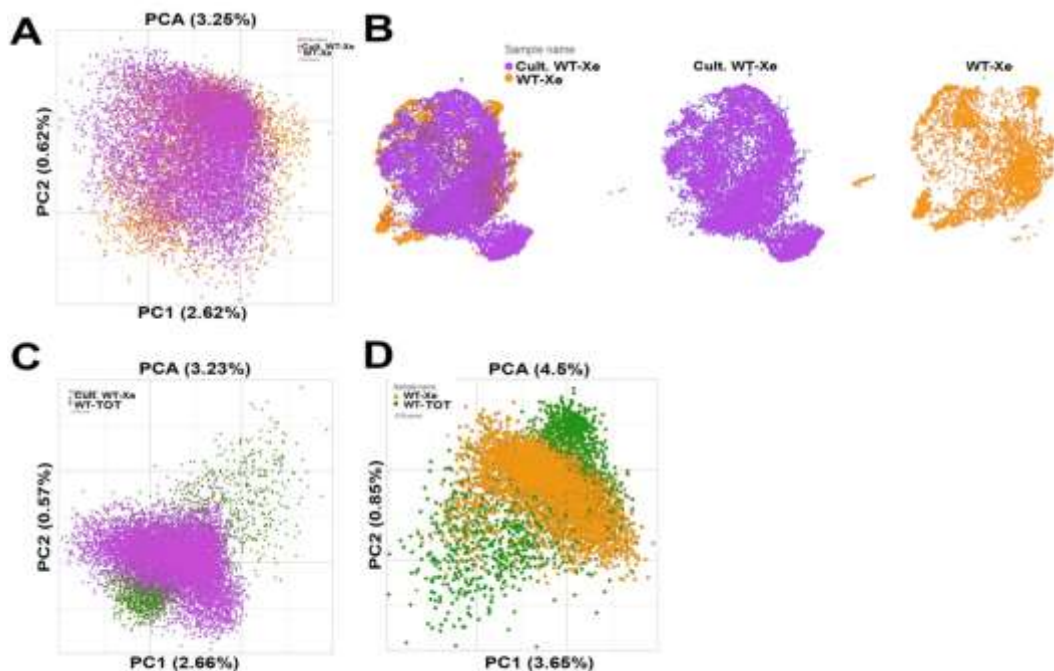 A
PCA (3.25%)
Cult. WT-Xe
WT-Xe
PC2 (0.62%)
PC1 (2.62%)
B
Sample name
Cult. WT-Xe
WT-Xe
Cult. WT-Xe
WT-Xe
C
PCA (3.23%)
Cult. WT-Xe
WT-TOT
PC2 (0.57%)
PC1 (2.66%)
D
PCA (4.5%)
Sample name
WT-Xe
WT-TOT
PC2 (0.85%)
PC1 (3.65%)